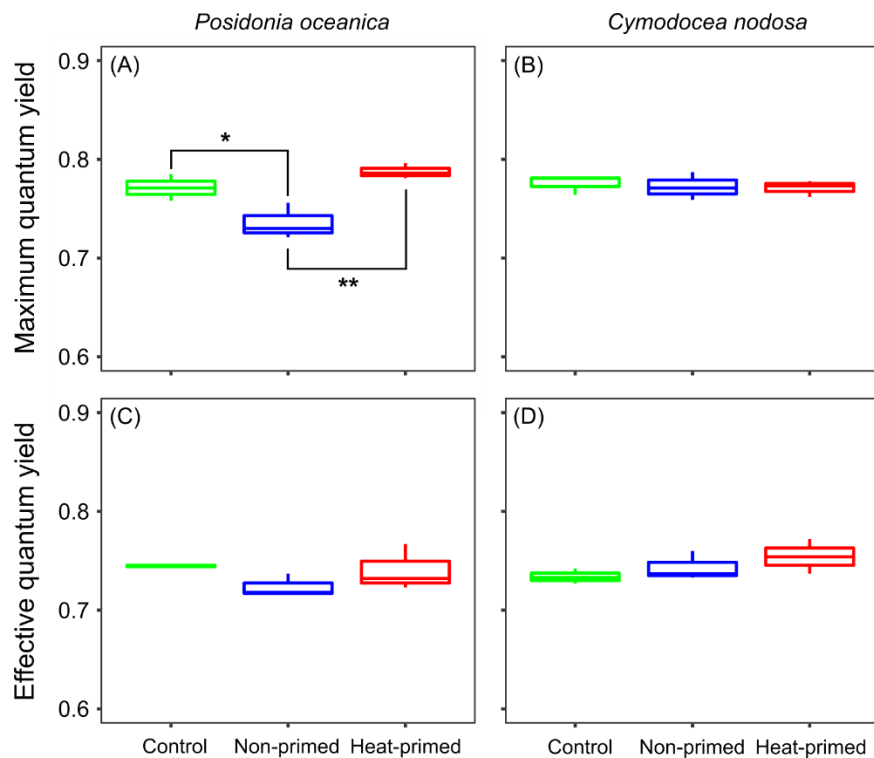 Posidonia oceanica
Cymodocea nodosa
Maximum quantum yield
0.9
0.8
0.7
0.6
(A)
*
**
(B)
Effective quantum yield
0.9
0.8
0.7
0.6
(C)
(D)
Control Non-primed Heat-primed
Control Non-primed Heat-primed